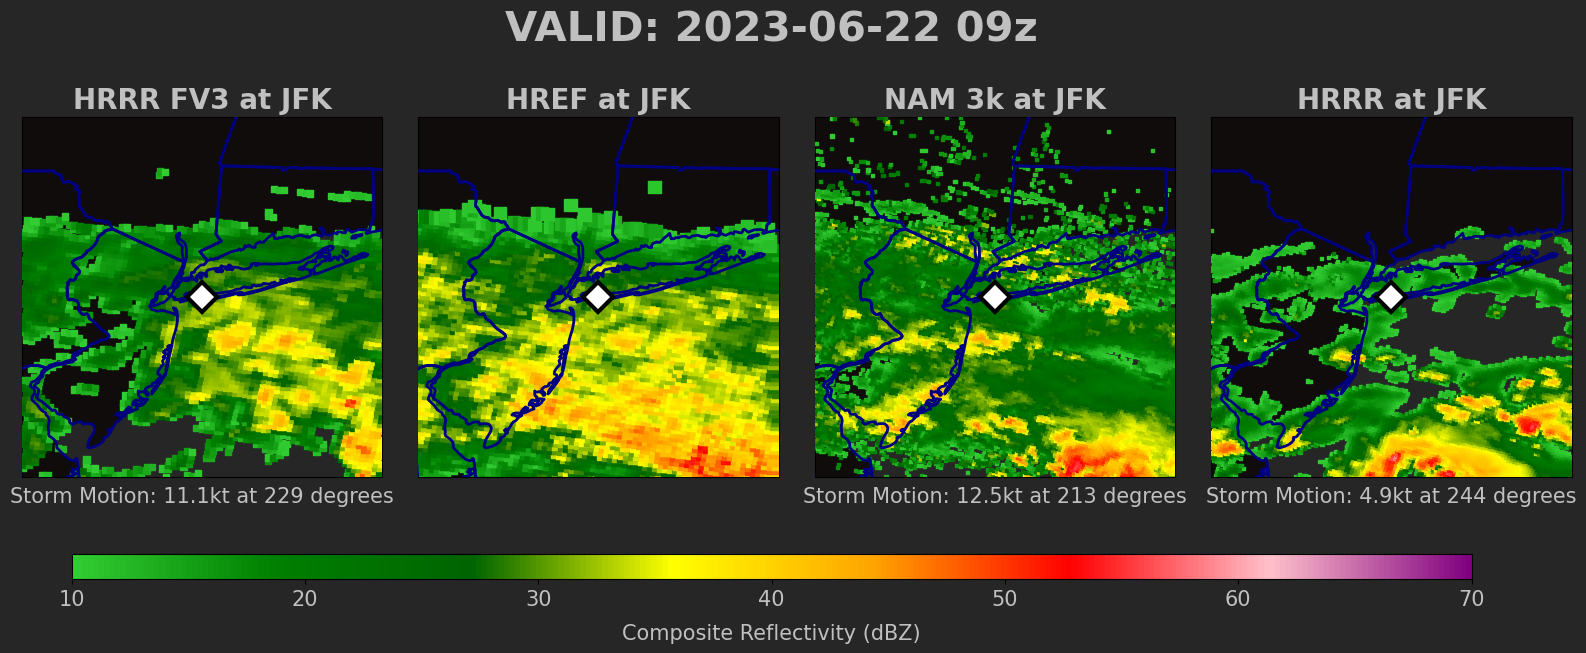 VALID: 2023-06-22 09z
HRRR FV3 at JFK
HREF at JFK
NAM 3k at JFK
HRRR at JFK
Storm Motion: 11.1kt at 229 degrees
Storm Motion: 12.5kt at 213 degrees
Storm Motion: 4.9kt at 244 degrees
10 20 30 40 50 60 70
Composite Reflectivity (dBZ)